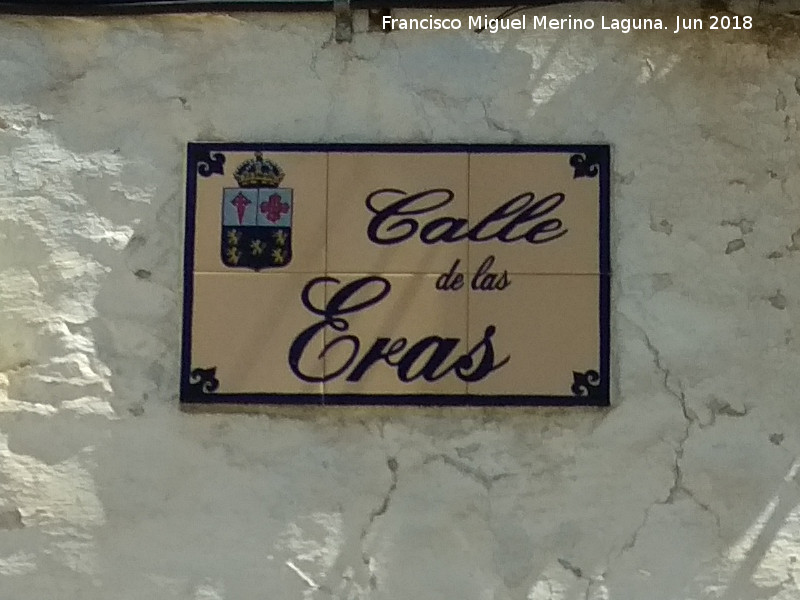 Francisco Miguel Merino Laguna. Jun 2018
Calle
de las
Eras